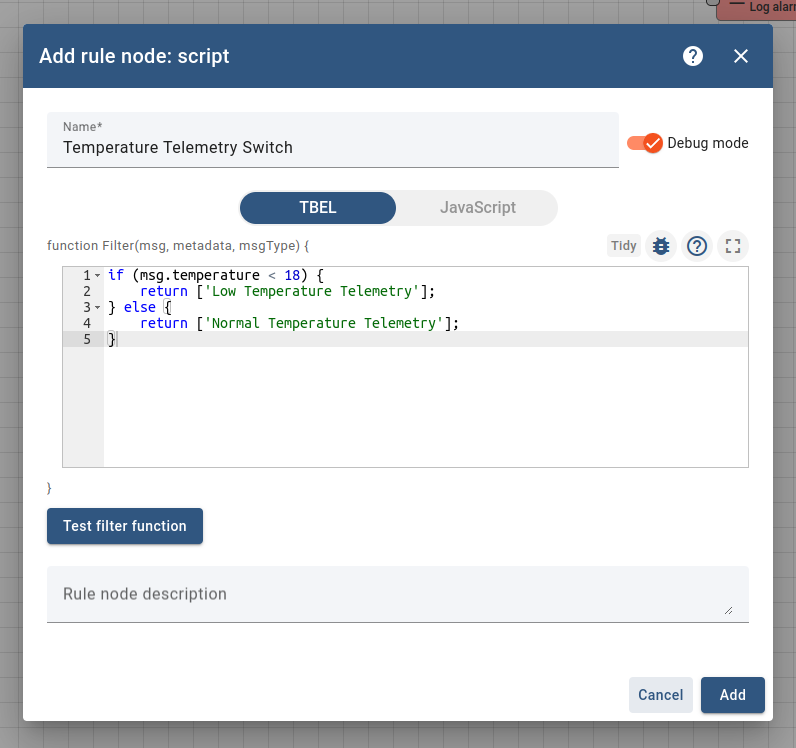 Log alarm
Add rule node: script
Name*
Temperature Telemetry Switch
Debug mode
TBEL
JavaScript
function Filter(msg, metadata, msgType) {
Tidy
1 if (msg.temperature < 18) {
2 return ['Low Temperature Telemetry'];
3 } else {
4 return ['Normal Temperature Telemetry'];
5 }
}
Test filter function
Rule node description
Cancel
Add